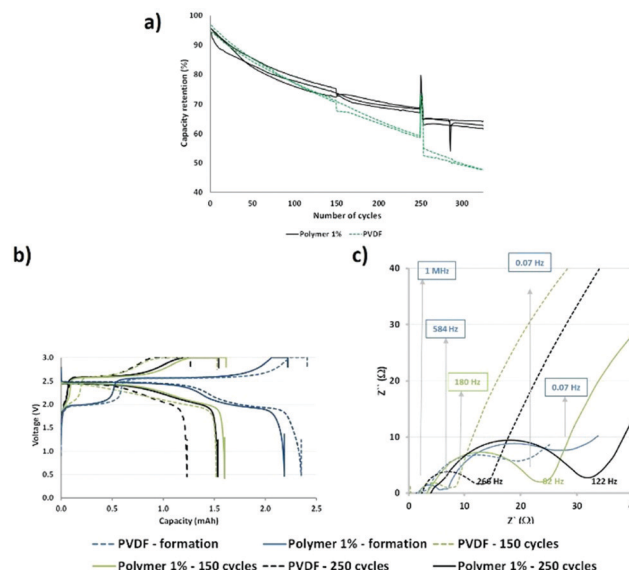 a)
100
90
80
70
60
50
40
Capacity retention (%)
0 50 100 150 200 250 300
Number of cycles
Polymer 1% PVDF
b)
3.0
2.5
2.0
1.5
1.0
0.5
0.0
Voltage (V)
0.0 0.5 1.0 1.5 2.0 2.5
Capacity (mAh)
c)
40
30
20
10
0
Z`` (Ω)
1 MHz
0.07 Hz
584 Hz
180 Hz
0.07 Hz
266 Hz
82 Hz
122 Hz
0 10 20 30 40
Z` (Ω)
PVDF - formation Polymer 1% - formation PVDF - 150 cycles
Polymer 1% - 150 cycles PVDF - 250 cycles Polymer 1% - 250 cycles